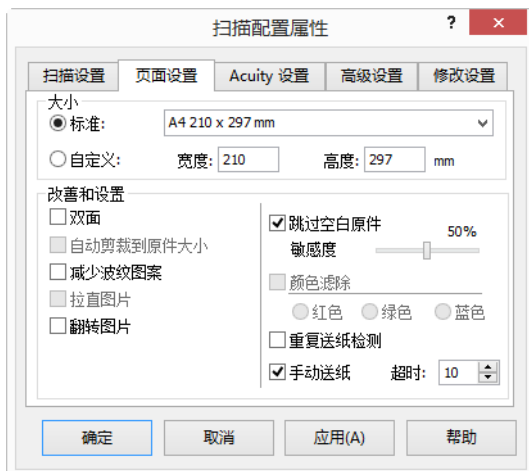 扫描配置属性 ?
扫描设置 页面设置 Acuity 设置 高级设置 修改设置
大小
标准: A4 210 x 297 mm
自定义: 宽度: 210 高度: 297 mm
改善和设置
双面
自动剪裁到原件大小
减少波纹图案
拉直图片
翻转图片
跳过空白原件 50%
敏感度
颜色滤除
红色 绿色 蓝色
重复送纸检测
手动送纸 超时: 10
确定 取消 应用(A) 帮助